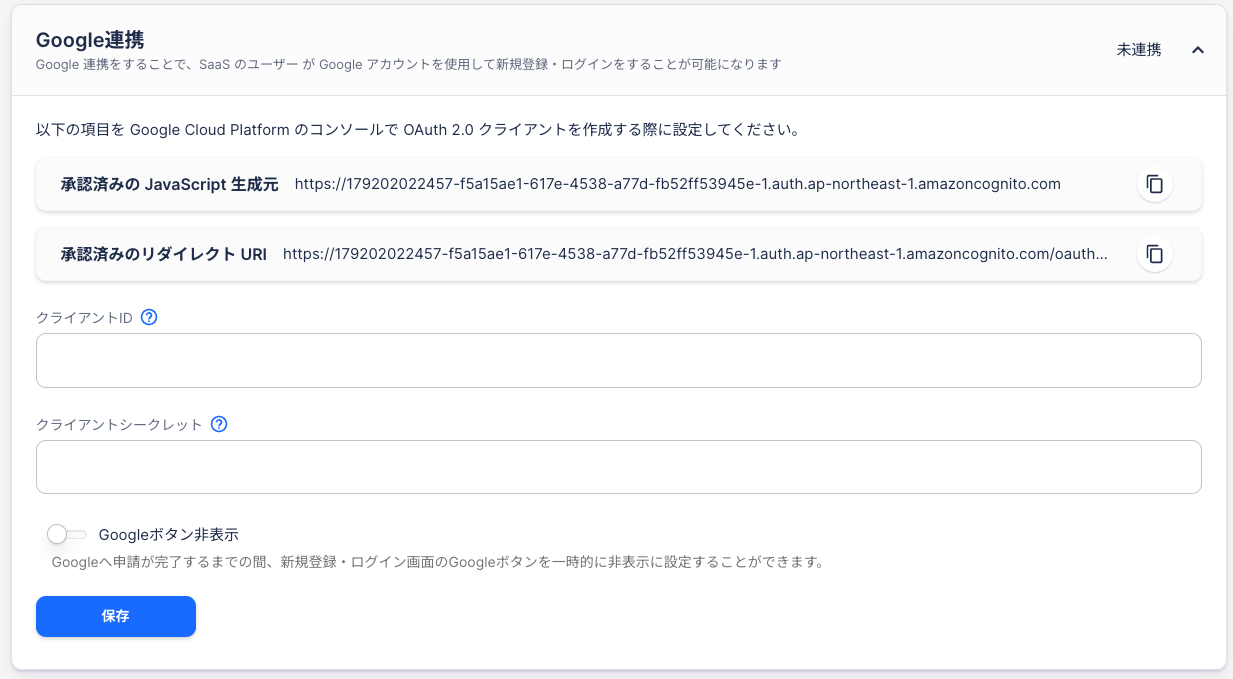 Google連携
Google 連携をすることで、SaaS のユーザー が Google アカウントを使用して新規登録・ログインをすることが可能になります
未連携
以下の項目を Google Cloud Platform のコンソールで OAuth 2.0 クライアントを作成する際に設定してください。
承認済みの JavaScript 生成元 https://179202022457-f5a15ae1-617e-4538-a77d-fb52ff53945e-1.auth.ap-northeast-1.amazoncognito.com
承認済みのリダイレクト URI https://179202022457-f5a15ae1-617e-4538-a77d-fb52ff53945e-1.auth.ap-northeast-1.amazoncognito.com/oauth...
クライアントID ?
クライアントシークレット ?
Googleボタン非表示
Googleへ申請が完了するまでの間、新規登録・ログイン画面のGoogleボタンを一時的に非表示に設定することができます。
保存